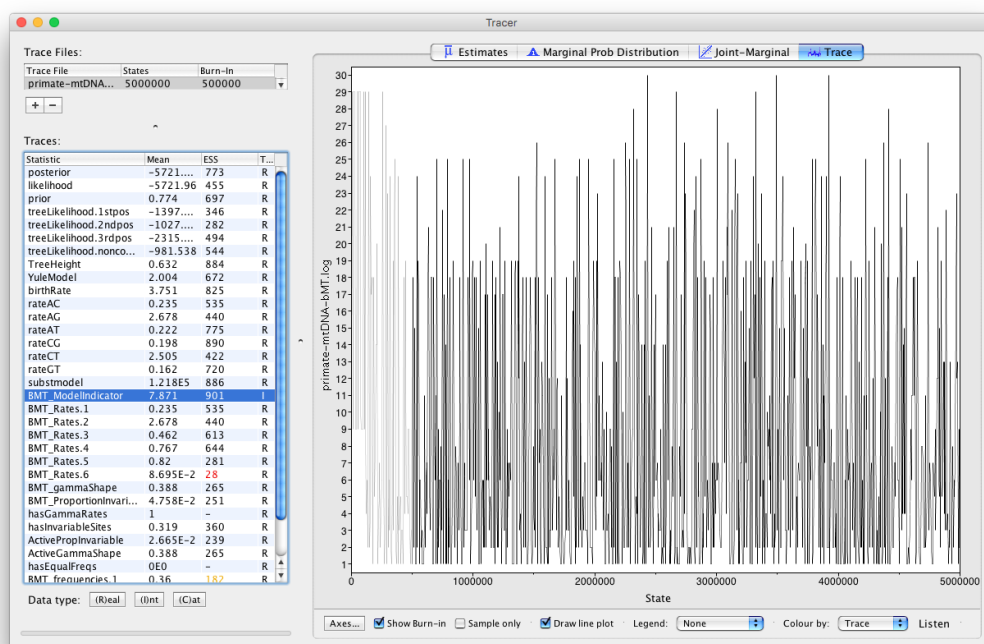 Tracer
Trace Files:
Trace File States Burn-In
primate-mtDNA... 5000000 500000
+ −
Traces:
Statistic Mean ESS T...
posterior -5721.... 773 R
likelihood -5721.96 455 R
prior 0.774 697 R
treeLikelihood.1stpos -1397.... 346 R
treeLikelihood.2ndpos -1027.... 282 R
treeLikelihood.3rdpos -2315.... 494 R
treeLikelihood.nonco... -981.538 544 R
TreeHeight 0.632 884 R
YuleModel 2.004 672 R
birthRate 3.751 825 R
rateAC 0.235 535 R
rateAG 2.678 440 R
rateAT 0.222 775 R
rateCG 0.198 890 R
rateCT 2.505 422 R
rateGT 0.162 720 R
substmodel 1.218E5 886 R
BMT_ModelIndicator 7.871 901 I
BMT_Rates.1 0.235 535 R
BMT_Rates.2 2.678 440 R
BMT_Rates.3 0.462 613 R
BMT_Rates.4 0.767 644 R
BMT_Rates.5 0.82 281 R
BMT_Rates.6 8.695E-2 28 R
BMT_gammaShape 0.388 265 R
BMT_ProportionInvari... 4.758E-2 251 R
hasGammaRates 1 - R
hasInvariableSites 0.319 360 R
ActivePropInvariable 2.665E-2 239 R
ActiveGammaShape 0.388 265 R
hasEqualFreqs 0E0 - R
BMT_frequencies.1 0.36 182 R
Data type: (R)eal (I)nt (C)at
Estimates Marginal Prob Distribution Joint-Marginal Trace
30
29
28
27
26
25
24
23
22
21
20
19
18
17
16
15
14
13
12
11
10
9
8
7
6
5
4
3
2
1
primate-mtDNA-bMT.log
0 1000000 2000000 3000000 4000000 5000000
State
Axes... Show Burn-in Sample only Draw line plot Legend: None Colour by: Trace Listen